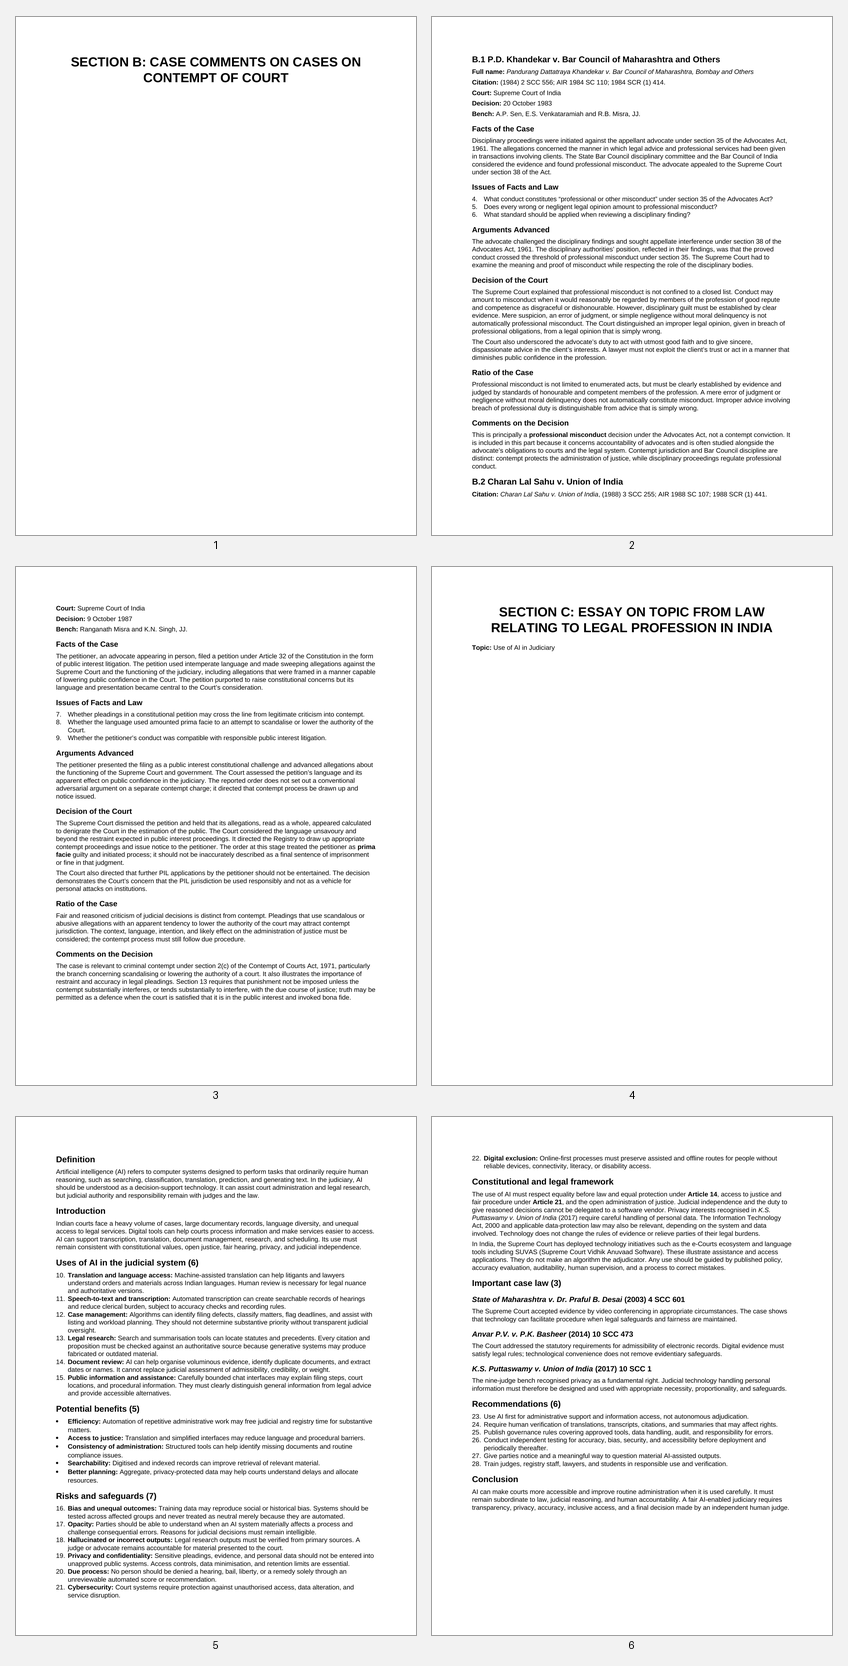 SECTION B: CASE COMMENTS ON CASES ON
CONTEMPT OF COURT
1
B.1 P.D. Khandekar v. Bar Council of Maharashtra and Others
Full name: Pandurang Dattatraya Khandekar v. Bar Council of Maharashtra, Bombay and Others
Citation: (1984) 2 SCC 556; AIR 1984 SC 110; 1984 SCR (1) 414.
Court: Supreme Court of India
Decision: 20 October 1983
Bench: A.P. Sen, E.S. Venkataramiah and R.B. Misra, JJ.
Facts of the Case
Disciplinary proceedings were initiated against the appellant advocate under section 35 of the Advocates Act,
1961. The allegations concerned the manner in which legal advice and professional services had been given
in transactions involving clients. The State Bar Council disciplinary committee and the Bar Council of India
considered the evidence and found professional misconduct. The advocate appealed to the Supreme Court
under section 38 of the Act.
Issues of Facts and Law
4. What conduct constitutes “professional or other misconduct” under section 35 of the Advocates Act?
5. Does every wrong or negligent legal opinion amount to professional misconduct?
6. What standard should be applied when reviewing a disciplinary finding?
Arguments Advanced
The advocate challenged the disciplinary findings and sought appellate interference under section 38 of the
Advocates Act, 1961. The disciplinary authorities' position, reflected in their findings, was that the proved
conduct crossed the threshold of professional misconduct under section 35. The Supreme Court had to
examine the meaning and proof of misconduct while respecting the role of the disciplinary bodies.
Decision of the Court
The Supreme Court explained that professional misconduct is not confined to a closed list. Conduct may
amount to misconduct when it would reasonably be regarded by members of the profession of good repute
and competence as disgraceful or dishonourable. However, disciplinary guilt must be established by clear
evidence. Mere suspicion, an error of judgment, or simple negligence without moral delinquency is not
automatically professional misconduct. The Court distinguished an improper legal opinion, given in breach of
professional obligations, from a legal opinion that is simply wrong.
The Court also underscored the advocate's duty to act with utmost good faith and to give sincere,
dispassionate advice in the client's interests. A lawyer must not exploit the client's trust or act in a manner that
diminishes public confidence in the profession.
Ratio of the Case
Professional misconduct is not limited to enumerated acts, but must be clearly established by evidence and
judged by standards of honourable and competent members of the profession. A mere error of judgment or
negligence without moral delinquency does not automatically constitute misconduct. Improper advice involving
breach of professional duty is distinguishable from advice that is simply wrong.
Comments on the Decision
This is principally a professional misconduct decision under the Advocates Act, not a contempt conviction. It
is included in this part because it concerns accountability of advocates and is often studied alongside the
advocate's obligations to courts and the legal system. Contempt jurisdiction and Bar Council discipline are
distinct: contempt protects the administration of justice, while disciplinary proceedings regulate professional
conduct.
B.2 Charan Lal Sahu v. Union of India
Citation: Charan Lal Sahu v. Union of India, (1988) 3 SCC 255; AIR 1988 SC 107; 1988 SCR (1) 441.
2
Court: Supreme Court of India
Decision: 9 October 1987
Bench: Ranganath Misra and K.N. Singh, JJ.
Facts of the Case
The petitioner, an advocate appearing in person, filed a petition under Article 32 of the Constitution in the form
of public interest litigation. The petition used intemperate language and made sweeping allegations against the
Supreme Court and the functioning of the judiciary, including allegations that were framed in a manner capable
of lowering public confidence in the Court. The petition purported to raise constitutional concerns but its
language and presentation became central to the Court's consideration.
Issues of Facts and Law
7. Whether pleadings in a constitutional petition may cross the line from legitimate criticism into contempt.
8. Whether the language used amounted prima facie to an attempt to scandalise or lower the authority of the
Court.
9. Whether the petitioner's conduct was compatible with responsible public interest litigation.
Arguments Advanced
The petitioner presented the filing as a public interest constitutional challenge and advanced allegations about
the functioning of the Supreme Court and government. The Court assessed the petition's language and its
apparent effect on public confidence in the judiciary. The reported order does not set out a conventional
adversarial argument on a separate contempt charge; it directed that contempt process be drawn up and
notice issued.
Decision of the Court
The Supreme Court dismissed the petition and held that its allegations, read as a whole, appeared calculated
to denigrate the Court in the estimation of the public. The Court considered the language unsavoury and
beyond the restraint expected in public interest proceedings. It directed the Registry to draw up appropriate
contempt proceedings and issue notice to the petitioner. The order at this stage treated the petitioner as prima
facie guilty and initiated process; it should not be inaccurately described as a final sentence of imprisonment
or fine in that judgment.
The Court also directed that further PIL applications by the petitioner should not be entertained. The decision
demonstrates the Court's concern that the PIL jurisdiction be used responsibly and not as a vehicle for
personal attacks on institutions.
Ratio of the Case
Fair and reasoned criticism of judicial decisions is distinct from contempt. Pleadings that use scandalous or
abusive allegations with an apparent tendency to lower the authority of the court may attract contempt
jurisdiction. The context, language, intention, and likely effect on the administration of justice must be
considered; the contempt process must still follow due procedure.
Comments on the Decision
The case is relevant to criminal contempt under section 2(c) of the Contempt of Courts Act, 1971, particularly
the branch concerning scandalising or lowering the authority of a court. It also illustrates the importance of
restraint and accuracy in legal pleadings. Section 13 requires that punishment not be imposed unless the
contempt substantially interferes, or tends substantially to interfere, with the due course of justice; truth may be
permitted as a defence when the court is satisfied that it is in the public interest and invoked bona fide.
3
SECTION C: ESSAY ON TOPIC FROM LAW
RELATING TO LEGAL PROFESSION IN INDIA
Topic: Use of AI in Judiciary
4
Definition
Artificial intelligence (AI) refers to computer systems designed to perform tasks that ordinarily require human
reasoning, such as searching, classification, translation, prediction, and generating text. In the judiciary, AI
should be understood as a decision-support technology. It can assist court administration and legal research,
but judicial authority and responsibility remain with judges and the law.
Introduction
Indian courts face a heavy volume of cases, large documentary records, language diversity, and unequal
access to legal services. Digital tools can help courts process information and make services easier to access.
AI can support transcription, translation, document management, research, and scheduling. Its use must
remain consistent with constitutional values, open justice, fair hearing, privacy, and judicial independence.
Uses of AI in the judicial system (6)
10. Translation and language access: Machine-assisted translation can help litigants and lawyers
understand orders and materials across Indian languages. Human review is necessary for legal nuance
and authoritative versions.
11. Speech-to-text and transcription: Automated transcription can create searchable records of hearings
and reduce clerical burden, subject to accuracy checks and recording rules.
12. Case management: Algorithms can identify filing defects, classify matters, flag deadlines, and assist with
listing and workload planning. They should not determine substantive priority without transparent judicial
oversight.
13. Legal research: Search and summarisation tools can locate statutes and precedents. Every citation and
proposition must be checked against an authoritative source because generative systems may produce
fabricated or outdated material.
14. Document review: AI can help organise voluminous evidence, identify duplicate documents, and extract
dates or names. It cannot replace judicial assessment of admissibility, credibility, or weight.
15. Public information and assistance: Carefully bounded chat interfaces may explain filing steps, court
locations, and procedural information. They must clearly distinguish general information from legal advice
and provide accessible alternatives.
Potential benefits (5)
• Efficiency: Automation of repetitive administrative work may free judicial and registry time for substantive
matters.
• Access to justice: Translation and simplified interfaces may reduce language and procedural barriers.
• Consistency of administration: Structured tools can help identify missing documents and routine
compliance issues.
• Searchability: Digitised and indexed records can improve retrieval of relevant material.
• Better planning: Aggregate, privacy-protected data may help courts understand delays and allocate
resources.
Risks and safeguards (7)
16. Bias and unequal outcomes: Training data may reproduce social or historical bias. Systems should be
tested across affected groups and never treated as neutral merely because they are automated.
17. Opacity: Parties should be able to understand when an AI system materially affects a process and
challenge consequential errors. Reasons for judicial decisions must remain intelligible.
18. Hallucinated or incorrect outputs: Legal research outputs must be verified from primary sources. A
judge or advocate remains accountable for material presented to the court.
19. Privacy and confidentiality: Sensitive pleadings, evidence, and personal data should not be entered into
unapproved public systems. Access controls, data minimisation, and retention limits are essential.
20. Due process: No person should be denied a hearing, bail, liberty, or a remedy solely through an
unreviewable automated score or recommendation.
21. Cybersecurity: Court systems require protection against unauthorised access, data alteration, and
service disruption.
5
22. Digital exclusion: Online-first processes must preserve assisted and offline routes for people without
reliable devices, connectivity, literacy, or disability access.
Constitutional and legal framework
The use of AI must respect equality before law and equal protection under Article 14, access to justice and
fair procedure under Article 21, and the open administration of justice. Judicial independence and the duty to
give reasoned decisions cannot be delegated to a software vendor. Privacy interests recognised in K.S.
Puttaswamy v. Union of India (2017) require careful handling of personal data. The Information Technology
Act, 2000 and applicable data-protection law may also be relevant, depending on the system and data
involved. Technology does not change the rules of evidence or relieve parties of their legal burdens.
In India, the Supreme Court has deployed technology initiatives such as the e-Courts ecosystem and language
tools including SUVAS (Supreme Court Vidhik Anuvaad Software). These illustrate assistance and access
applications. They do not make an algorithm the adjudicator. Any use should be guided by published policy,
accuracy evaluation, auditability, human supervision, and a process to correct mistakes.
Important case law (3)
State of Maharashtra v. Dr. Praful B. Desai (2003) 4 SCC 601
The Supreme Court accepted evidence by video conferencing in appropriate circumstances. The case shows
that technology can facilitate procedure when legal safeguards and fairness are maintained.
Anvar P.V. v. P.K. Basheer (2014) 10 SCC 473
The Court addressed the statutory requirements for admissibility of electronic records. Digital evidence must
satisfy legal rules; technological convenience does not remove evidentiary safeguards.
K.S. Puttaswamy v. Union of India (2017) 10 SCC 1
The nine-judge bench recognised privacy as a fundamental right. Judicial technology handling personal
information must therefore be designed and used with appropriate necessity, proportionality, and safeguards.
Recommendations (6)
23. Use AI first for administrative support and information access, not autonomous adjudication.
24. Require human verification of translations, transcripts, citations, and summaries that may affect rights.
25. Publish governance rules covering approved tools, data handling, audit, and responsibility for errors.
26. Conduct independent testing for accuracy, bias, security, and accessibility before deployment and
periodically thereafter.
27. Give parties notice and a meaningful way to question material AI-assisted outputs.
28. Train judges, registry staff, lawyers, and students in responsible use and verification.
Conclusion
AI can make courts more accessible and improve routine administration when it is used carefully. It must
remain subordinate to law, judicial reasoning, and human accountability. A fair AI-enabled judiciary requires
transparency, privacy, accuracy, inclusive access, and a final decision made by an independent human judge.
6